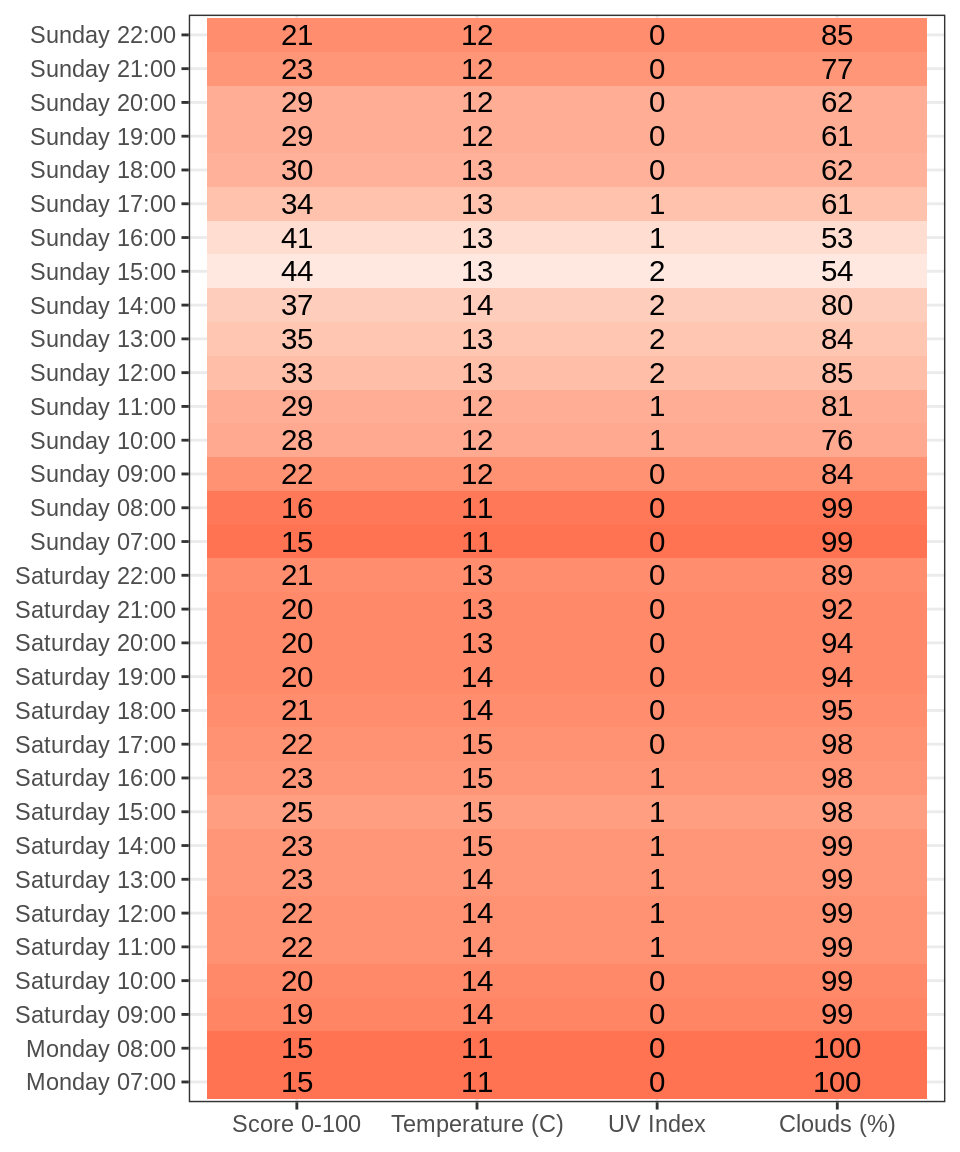 Sunday 22:00 21 12 0 85
Sunday 21:00 23 12 0 77
Sunday 20:00 29 12 0 62
Sunday 19:00 29 12 0 61
Sunday 18:00 30 13 0 62
Sunday 17:00 34 13 1 61
Sunday 16:00 41 13 1 53
Sunday 15:00 44 13 2 54
Sunday 14:00 37 14 2 80
Sunday 13:00 35 13 2 84
Sunday 12:00 33 13 2 85
Sunday 11:00 29 12 1 81
Sunday 10:00 28 12 1 76
Sunday 09:00 22 12 0 84
Sunday 08:00 16 11 0 99
Sunday 07:00 15 11 0 99
Saturday 22:00 21 13 0 89
Saturday 21:00 20 13 0 92
Saturday 20:00 20 13 0 94
Saturday 19:00 20 14 0 94
Saturday 18:00 21 14 0 95
Saturday 17:00 22 15 0 98
Saturday 16:00 23 15 1 98
Saturday 15:00 25 15 1 98
Saturday 14:00 23 15 1 99
Saturday 13:00 23 14 1 99
Saturday 12:00 22 14 1 99
Saturday 11:00 22 14 1 99
Saturday 10:00 20 14 0 99
Saturday 09:00 19 14 0 99
Monday 08:00 15 11 0 100
Monday 07:00 15 11 0 100
Score 0-100 Temperature (C) UV Index Clouds (%)